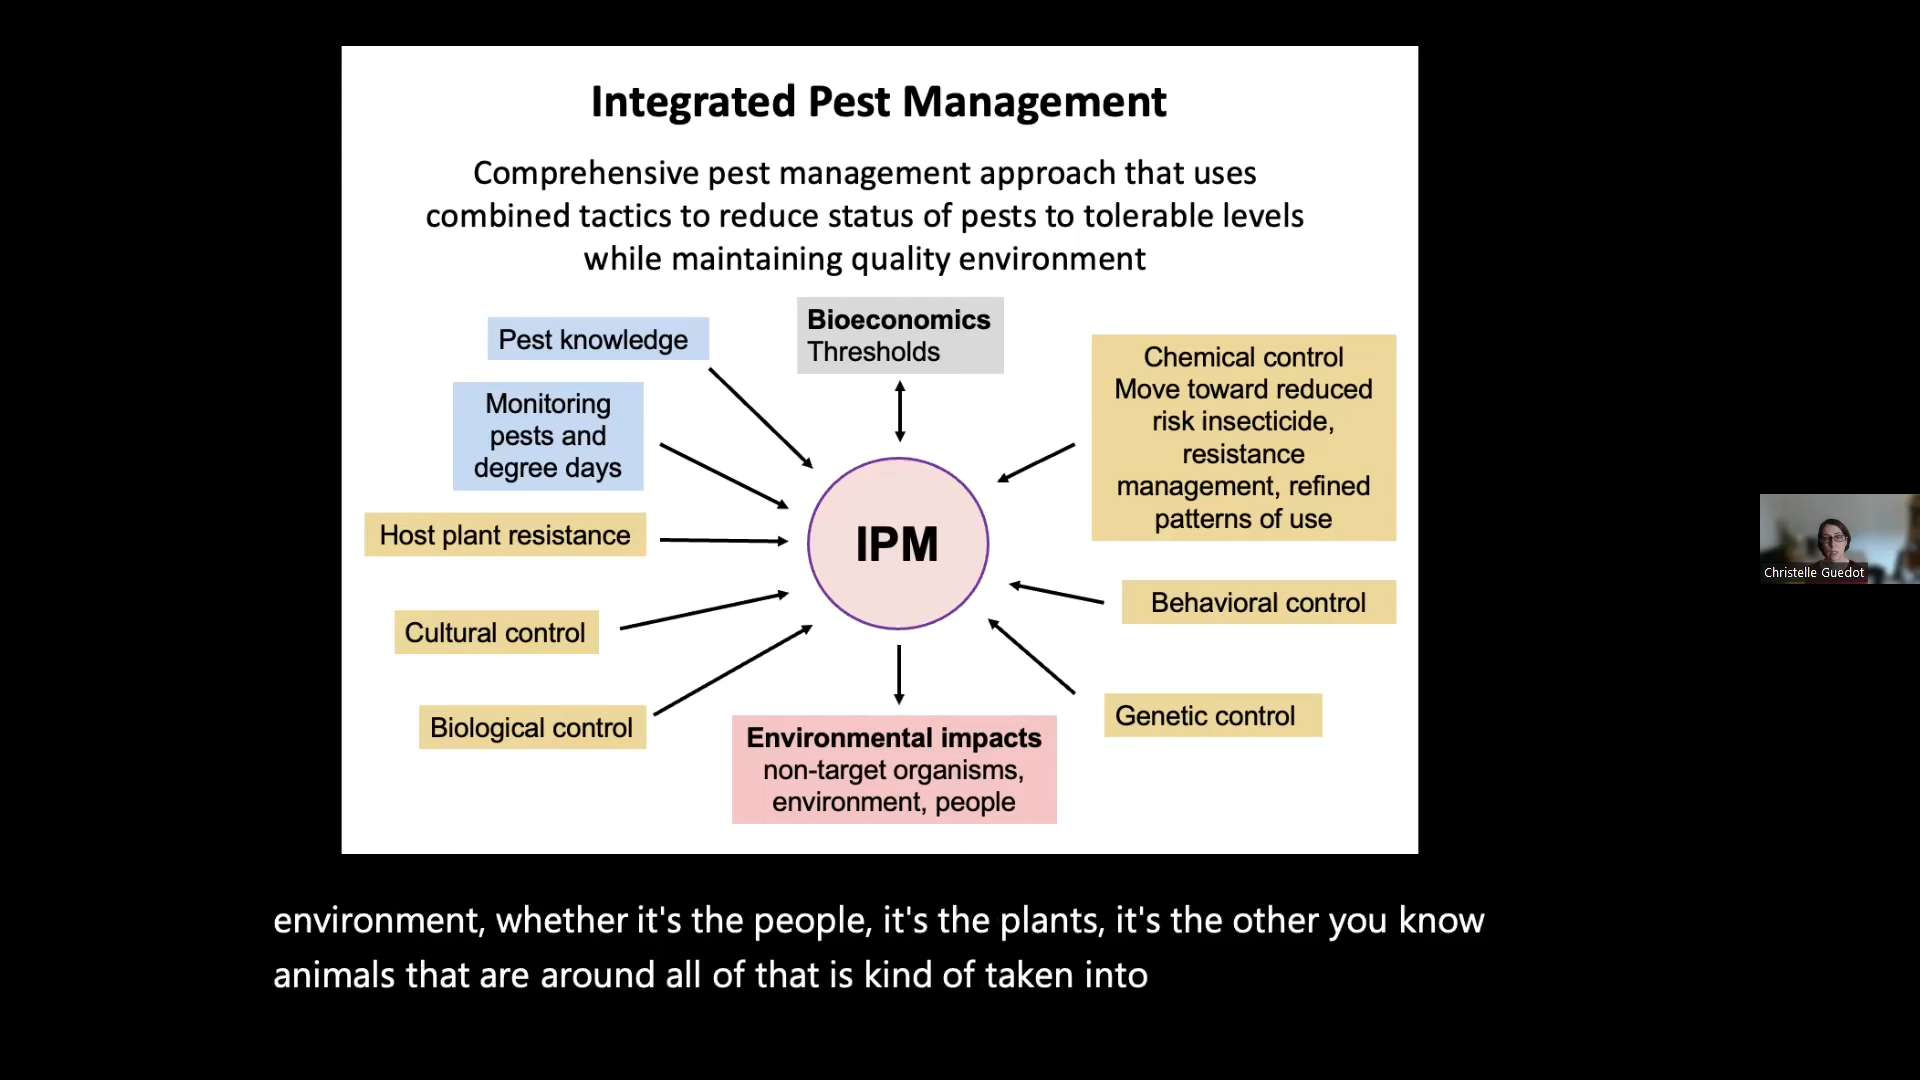 Integrated Pest Management
Comprehensive pest management approach that uses
combined tactics to reduce status of pests to tolerable levels
while maintaining quality environment
Pest knowledge
Bioeconomics
Thresholds
Monitoring
pests and
degree days
Chemical control
Move toward reduced
risk insecticide,
resistance
management, refined
patterns of use
Host plant resistance
IPM
Cultural control
Behavioral control
Biological control
Genetic control
Environmental impacts
non-target organisms,
environment, people
Christelle Guedot
environment, whether it's the people, it's the plants, it's the other you know
animals that are around all of that is kind of taken into